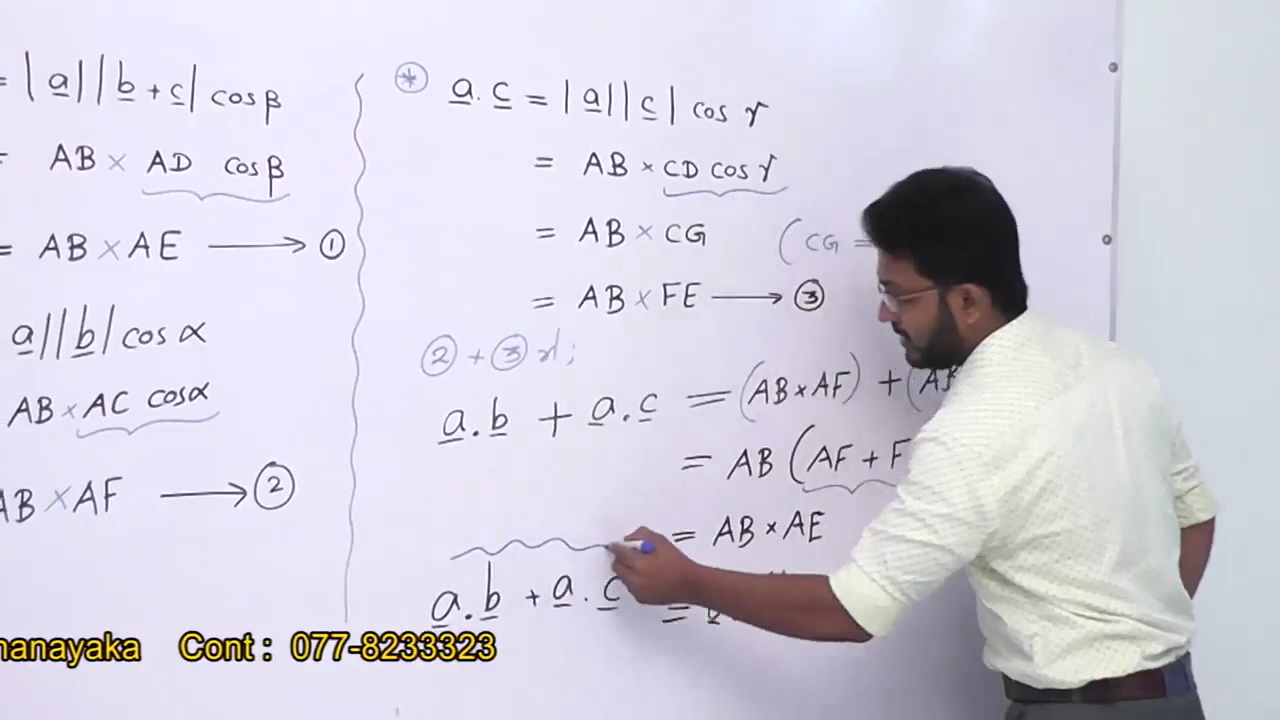 = |a||b + c| cos β
= AB × AD cos β
= AB × AE ⟶ ①
a||b| cos α
AB × AC cos α
AB × AF ⟶ ②
* a . c = |a||c| cos γ
= AB × CD cos γ
= AB × CG (CG =
= AB × FE ⟶ ③
② + ③
a . b + a . c = (AB × AF) + (AB
= AB (AF + F
= AB × AE
a . b + a . c =
nanayaka Cont : 077-8233323